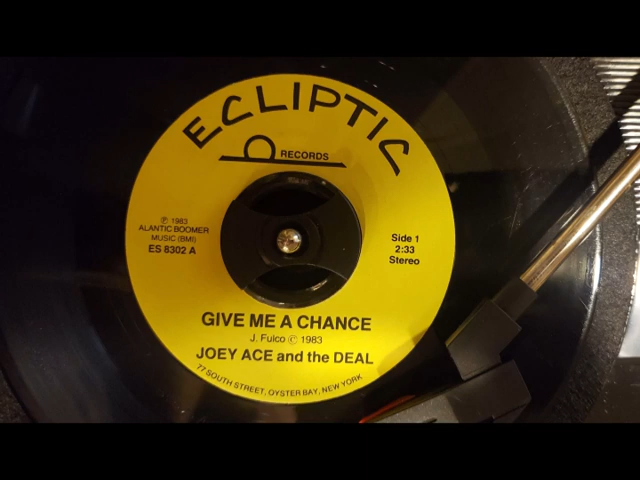 ECLIPTIC
RECORDS
℗ 1983
ALANTIC BOOMER
MUSIC (BMI)
ES 8302 A
Side 1
2:33
Stereo
GIVE ME A CHANCE
J. Fulco © 1983
JOEY ACE and the DEAL
77 SOUTH STREET, OYSTER BAY, NEW YORK